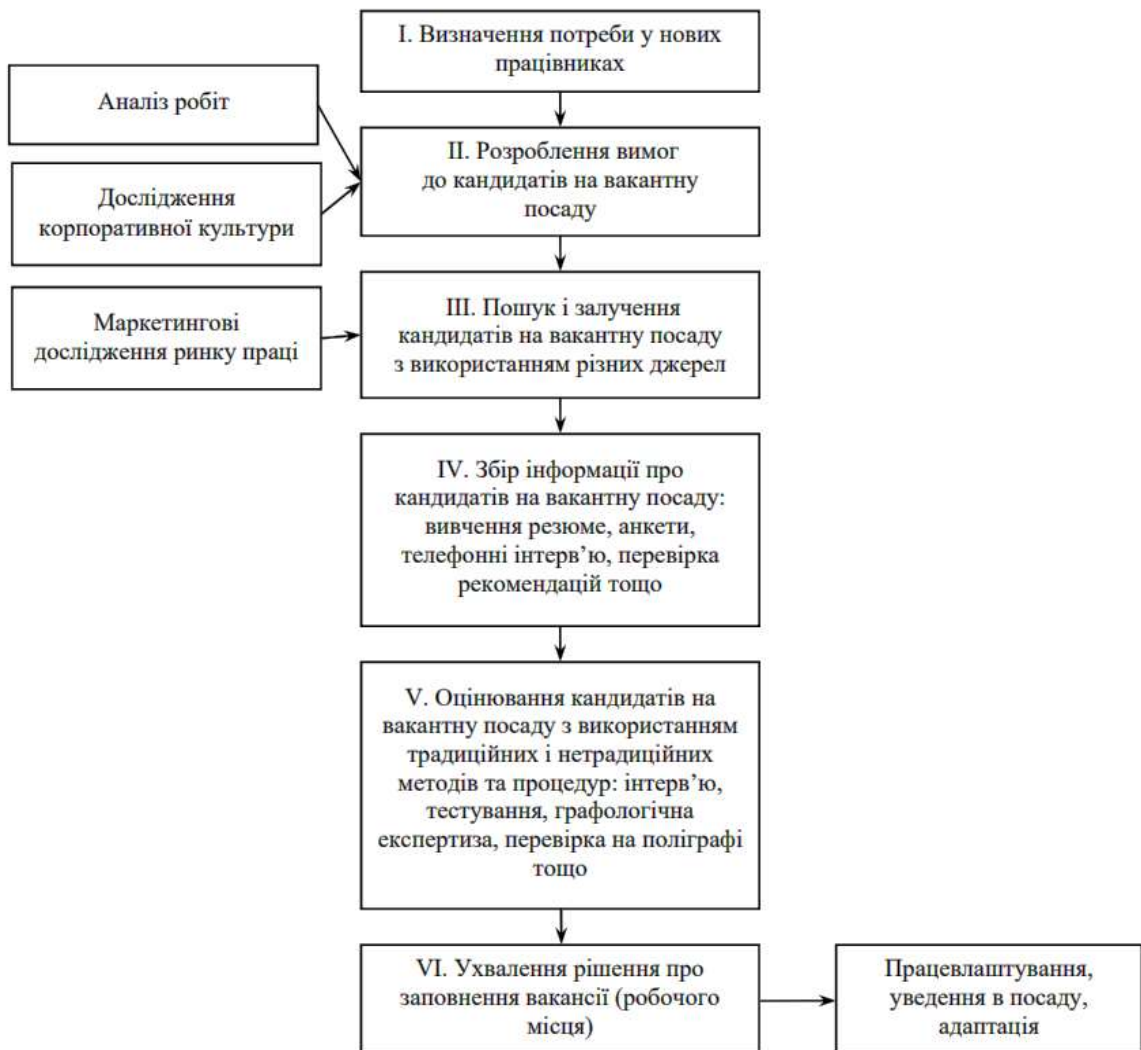 I. Визначення потреби у нових
працівниках
Аналіз робіт
II. Розроблення вимог
до кандидатів на вакантну
посаду
Дослідження
корпоративної культури
III. Пошук і залучення
кандидатів на вакантну посаду
з використанням різних джерел
Маркетингові
дослідження ринку праці
IV. Збір інформації про
кандидатів на вакантну посаду:
вивчення резюме, анкети,
телефонні інтерв’ю, перевірка
рекомендацій тощо
V. Оцінювання кандидатів на
вакантну посаду з використанням
традиційних і нетрадиційних
методів та процедур: інтерв’ю,
тестування, графологічна
експертиза, перевірка на поліграфі
тощо
VI. Ухвалення рішення про
заповнення вакансії (робочого
місця)
Працевлаштування,
уведення в посаду,
адаптація